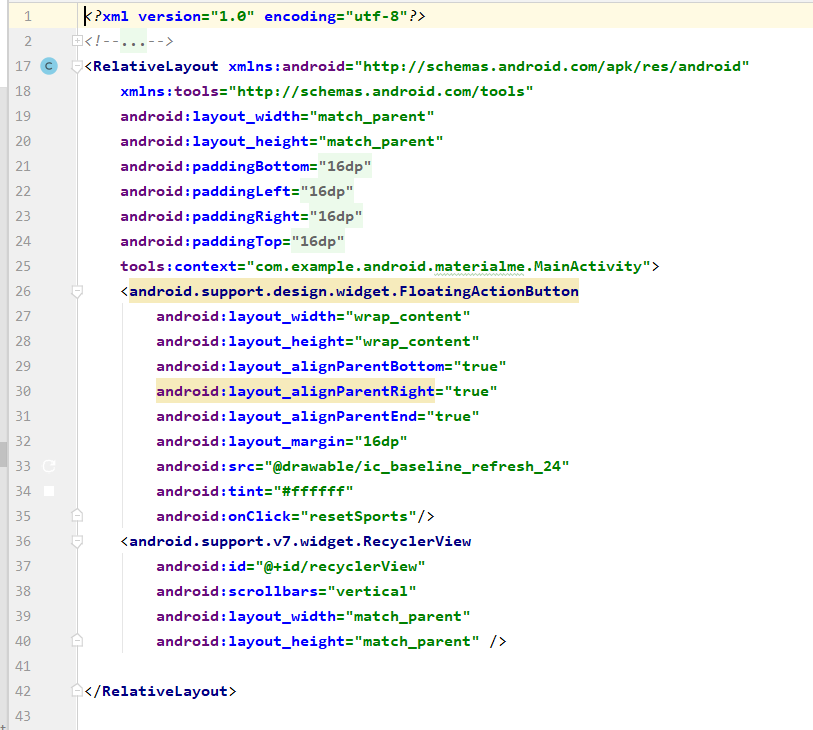 1 <?xml version="1.0" encoding="utf-8"?>
2 <!--...-->
17 C <RelativeLayout xmlns:android="http://schemas.android.com/apk/res/android"
18 xmlns:tools="http://schemas.android.com/tools"
19 android:layout_width="match_parent"
20 android:layout_height="match_parent"
21 android:paddingBottom="16dp"
22 android:paddingLeft="16dp"
23 android:paddingRight="16dp"
24 android:paddingTop="16dp"
25 tools:context="com.example.android.materialme.MainActivity">
26 <android.support.design.widget.FloatingActionButton
27 android:layout_width="wrap_content"
28 android:layout_height="wrap_content"
29 android:layout_alignParentBottom="true"
30 android:layout_alignParentRight="true"
31 android:layout_alignParentEnd="true"
32 android:layout_margin="16dp"
33 android:src="@drawable/ic_baseline_refresh_24"
34 android:tint="#ffffff"
35 android:onClick="resetSports"/>
36 <android.support.v7.widget.RecyclerView
37 android:id="@+id/recyclerView"
38 android:scrollbars="vertical"
39 android:layout_width="match_parent"
40 android:layout_height="match_parent" />
41
42 </RelativeLayout>
43